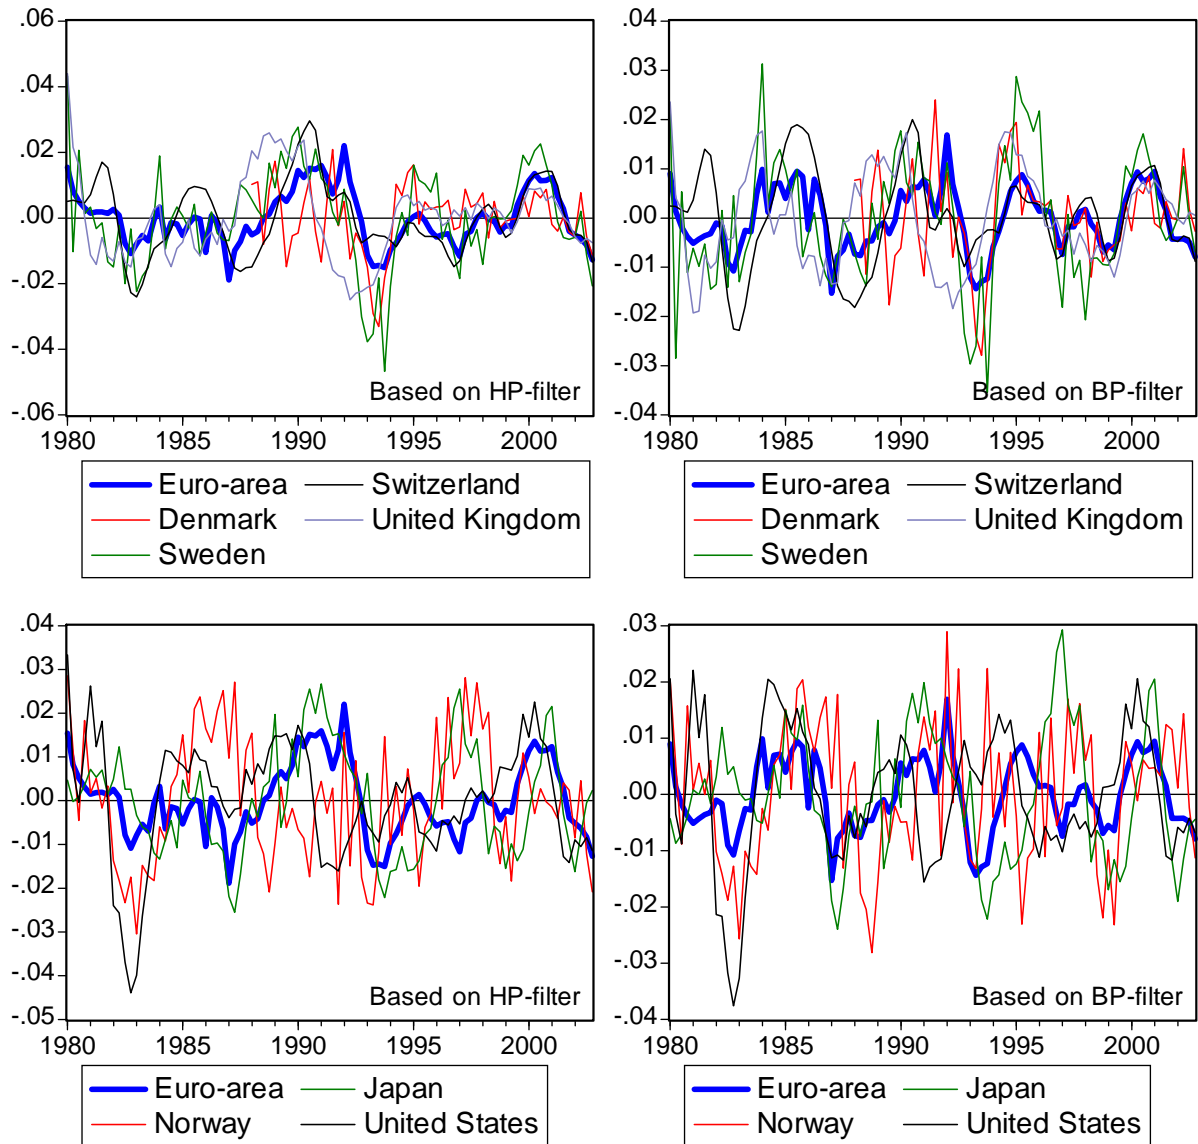 .06
.04
.02
.00
-.02
-.04
-.06
1980 1985 1990 1995 2000
Based on HP-filter
Euro-area Switzerland
Denmark United Kingdom
Sweden
.04
.03
.02
.01
.00
-.01
-.02
-.03
-.04
1980 1985 1990 1995 2000
Based on BP-filter
Euro-area Switzerland
Denmark United Kingdom
Sweden
.04
.03
.02
.01
.00
-.01
-.02
-.03
-.04
-.05
1980 1985 1990 1995 2000
Based on HP-filter
Euro-area Japan
Norway United States
.03
.02
.01
.00
-.01
-.02
-.03
-.04
1980 1985 1990 1995 2000
Based on BP-filter
Euro-area Japan
Norway United States